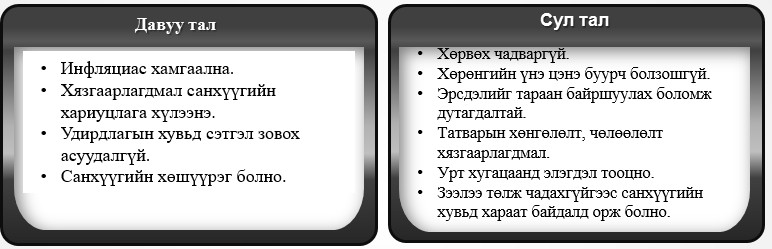 Давуу тал
• Инфляциас хамгаална.
• Хязгаарлагдмал санхүүгийн
хариуцлага хүлээнэ.
• Удирдлагын хувьд сэтгэл зовох
асуудалгүй.
• Санхүүгийн хөшүүрэг болно.
Сул тал
• Хөрвөх чадваргүй.
• Хөрөнгийн үнэ цэнэ буурч болзошгүй.
• Эрсдэлийг тараан байршуулах боломж
дутагдалтай.
• Татварын хөнгөлөлт, чөлөөлөлт
хязгаарлагдмал.
• Урт хугацаанд элэгдэл тооцно.
• Зээлээ төлж чадахгүйгээс санхүүгийн
хувьд хараат байдалд орж болно.